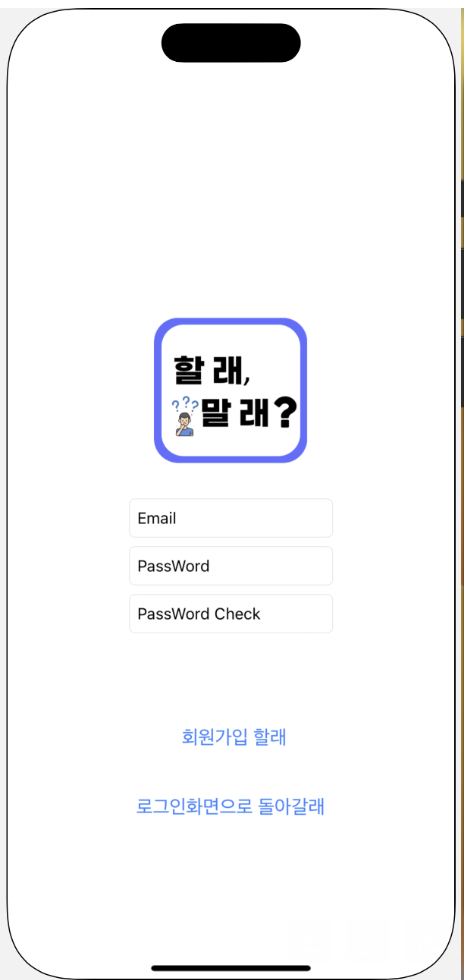 할 래,
???말 래?
Email
PassWord
PassWord Check
회원가입 할래
로그인화면으로 돌아갈래